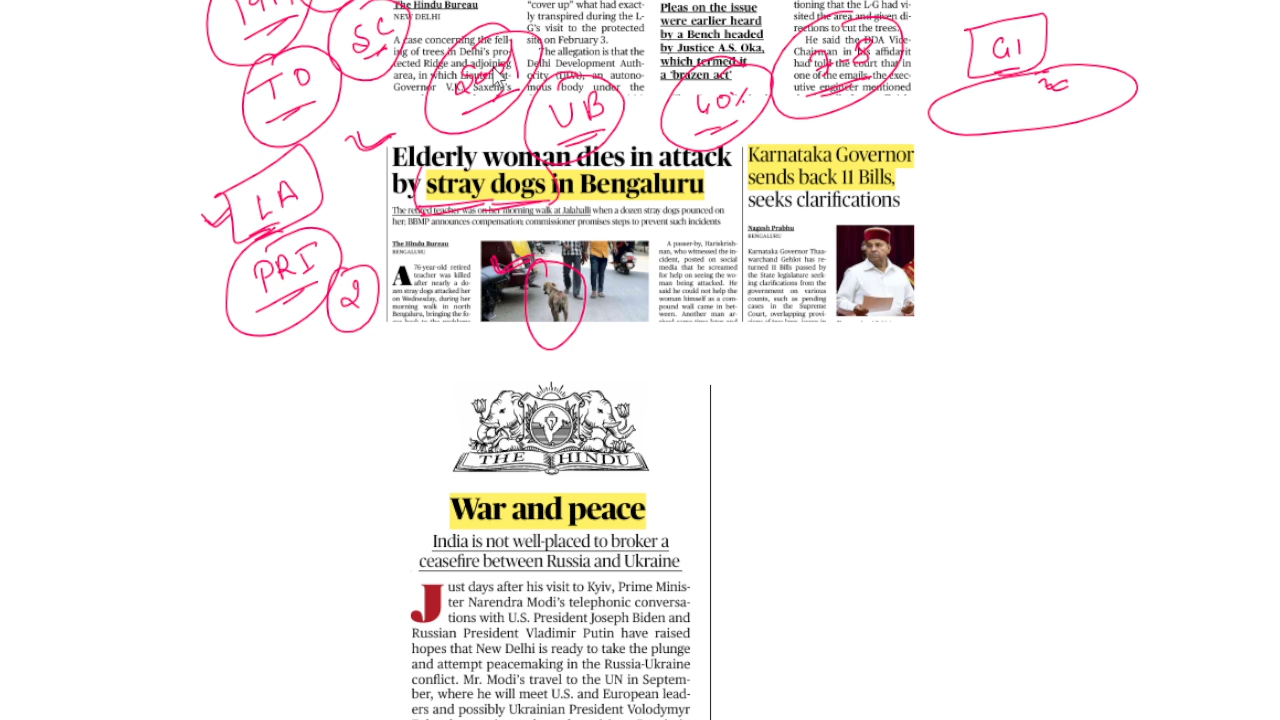 The Hindu Bureau
NEW DELHI
A case concerning the fell-
ing of trees in Delhi's pro-
tected Ridge and adjoining
area, in which Lieuten
Governor V.K. Saxena's
"cover up" what had exact-
ly transpired during the L-
G's visit to the protected
site on February 3.
The allegation is that the
Delhi Development Auth-
ority (DDA), an autono-
mous body under the
Pleas on the issue
were earlier heard
by a Bench headed
by Justice A.S. Oka,
which termed it
a 'brazen act'
tioning that the L-G had vi-
sited the area and given di-
rections to cut the trees.
He said the DDA Vice-
Chairman in his affidavit
had told the court that in
one of the emails, the exec-
utive engineer mentioned
SC
TO
UB
40%
GI
LA
PRI
2
Elderly woman dies in attack
by stray dogs in Bengaluru
The retired teacher was on her morning walk at Jalahalli when a dozen stray dogs pounced on
her; BBMP announces compensation; commissioner promises steps to prevent such incidents
The Hindu Bureau
BENGALURU
A 76-year-old retired
teacher was killed
after nearly a do-
zen stray dogs attacked her
on Wednesday, during her
morning walk in north
Bengaluru, bringing the fo-
A passer-by, Harikrish-
nan, who witnessed the in-
cident, posted on social
media that he screamed
for help on seeing the wo-
man being attacked. He
said he could not help the
woman himself as a com-
pound wall came in bet-
ween. Another man ar-
Karnataka Governor
sends back 11 Bills,
seeks clarifications
Nagesh Prabhu
BENGALURU
Karnataka Governor Thaa-
warchand Gehlot has re-
turned 11 Bills passed by
the State legislature seek-
ing clarifications from the
government on various
counts, such as pending
cases in the Supreme
Court, overlapping provi-
THE HINDU
War and peace
India is not well-placed to broker a
ceasefire between Russia and Ukraine
Just days after his visit to Kyiv, Prime Minis-
ter Narendra Modi's telephonic conversa-
tions with U.S. President Joseph Biden and
Russian President Vladimir Putin have raised
hopes that New Delhi is ready to take the plunge
and attempt peacemaking in the Russia-Ukraine
conflict. Mr. Modi's travel to the UN in Septem-
ber, where he will meet U.S. and European lead-
ers and possibly Ukrainian President Volodymyr